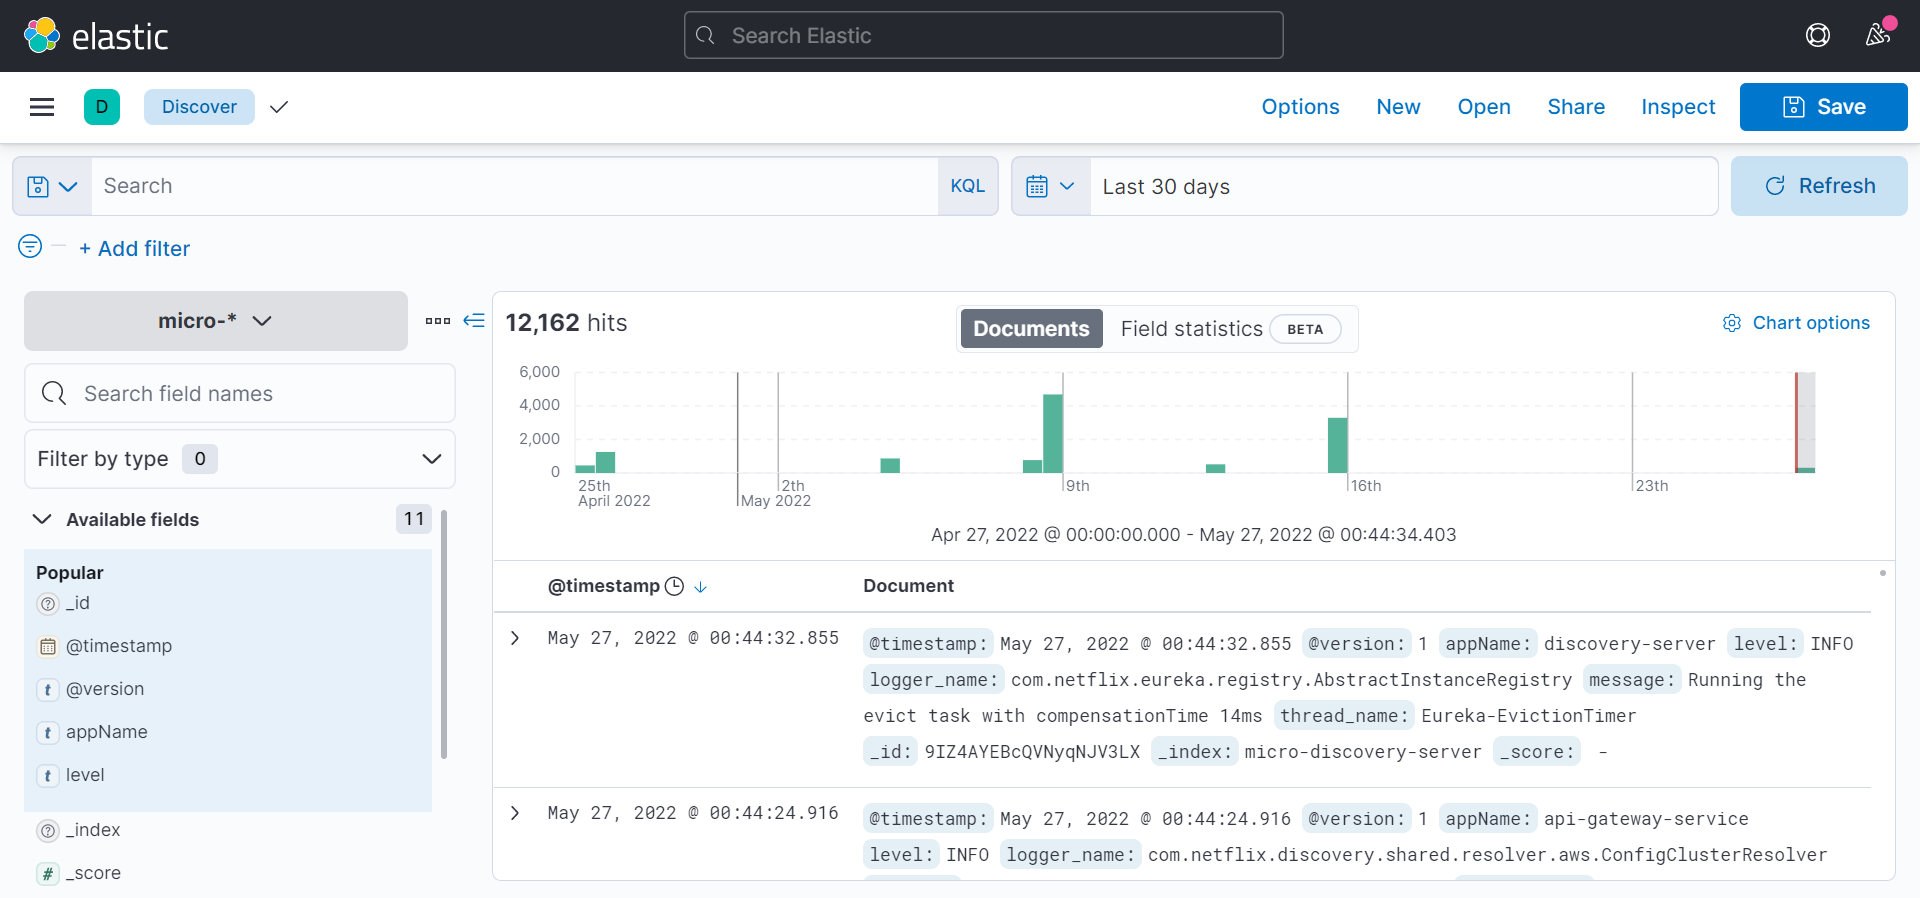 elastic
Search Elastic
D Discover Options New Open Share Inspect Save
Search KQL Last 30 days Refresh
+ Add filter
micro-*
12,162 hits Documents Field statistics BETA Chart options
Search field names
Filter by type 0
Available fields 11
Popular
_id
@timestamp
t @version
t appName
t level
_index
# _score
6,000
4,000
2,000
0
25th 2th 9th 16th 23th
April 2022 May 2022
Apr 27, 2022 @ 00:00:00.000 - May 27, 2022 @ 00:44:34.403
@timestamp Document
May 27, 2022 @ 00:44:32.855 @timestamp: May 27, 2022 @ 00:44:32.855 @version: 1 appName: discovery-server level: INFO
logger_name: com.netflix.eureka.registry.AbstractInstanceRegistry message: Running the
evict task with compensationTime 14ms thread_name: Eureka-EvictionTimer
_id: 9IZ4AYEBcQVNyqNJV3LX _index: micro-discovery-server _score: -
May 27, 2022 @ 00:44:24.916 @timestamp: May 27, 2022 @ 00:44:24.916 @version: 1 appName: api-gateway-service
level: INFO logger_name: com.netflix.discovery.shared.resolver.aws.ConfigClusterResolver